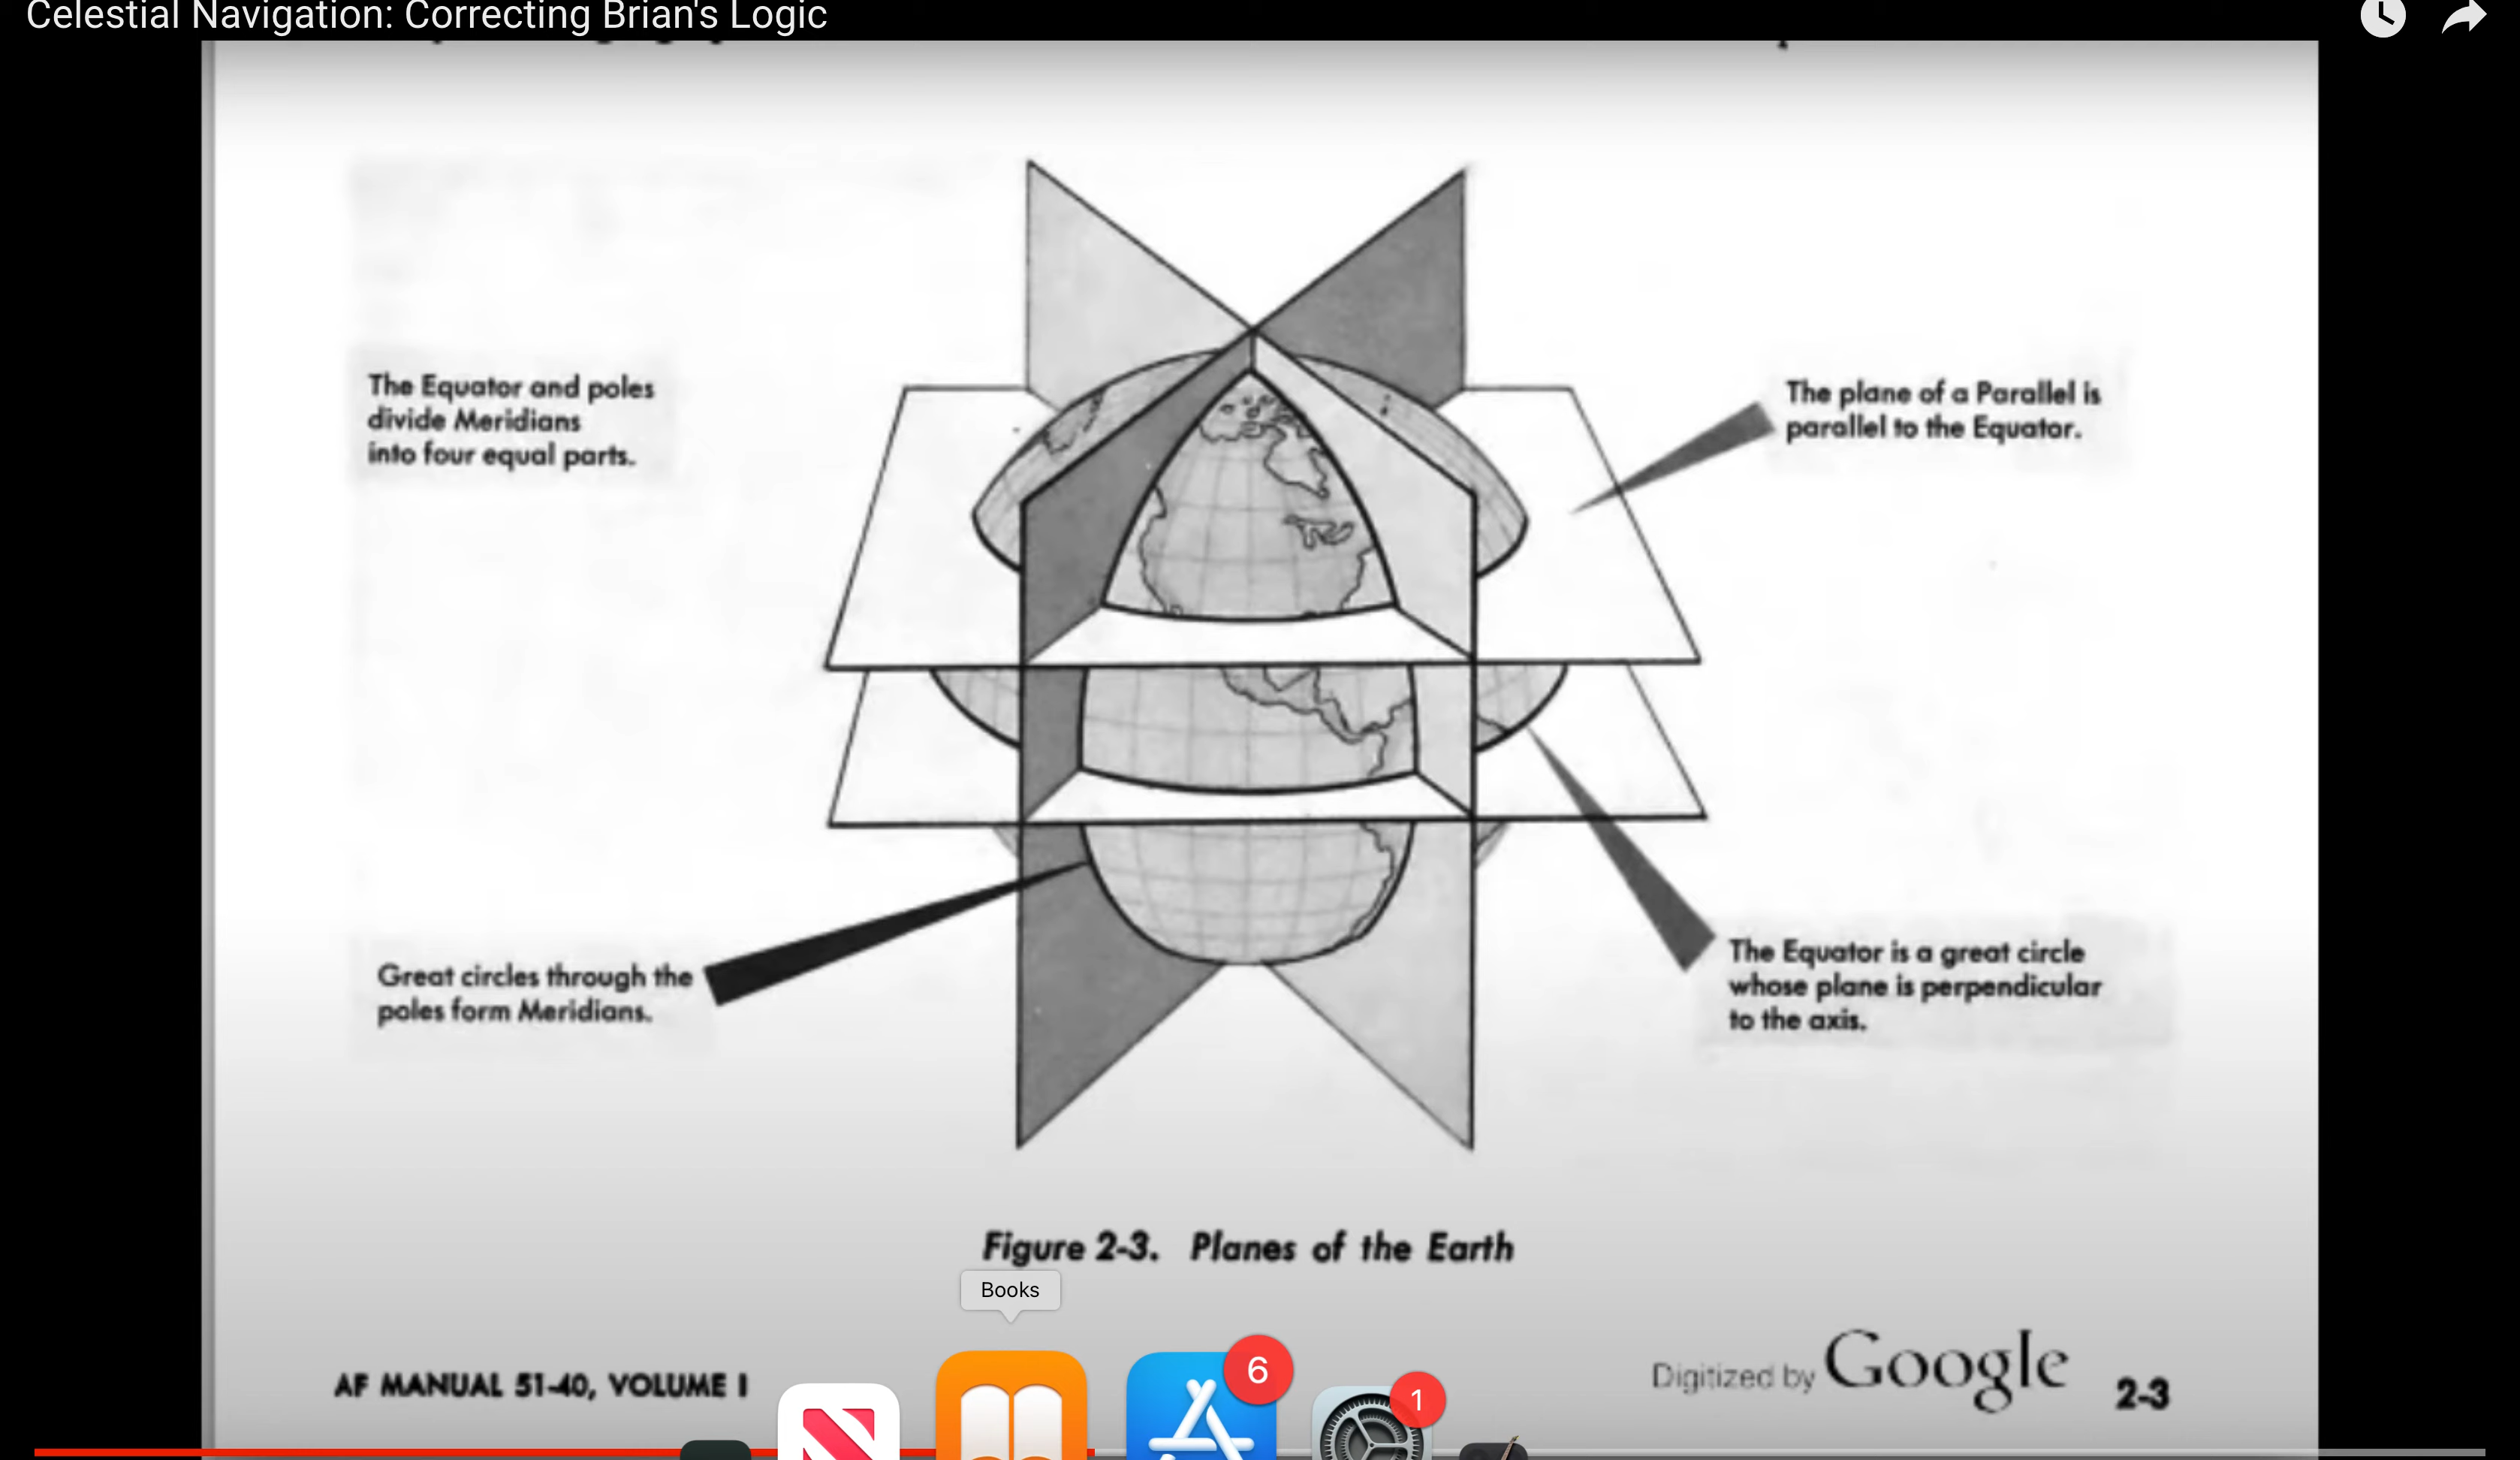 Celestial Navigation: Correcting Brian's Logic
The Equator and poles
divide Meridians
into four equal parts.
The plane of a Parallel is
parallel to the Equator.
Great circles through the
poles form Meridians.
The Equator is a great circle
whose plane is perpendicular
to the axis.
Figure 2-3. Planes of the Earth
Books
6
1
AF MANUAL 51-40, VOLUME I
Digitized by Google
2-3